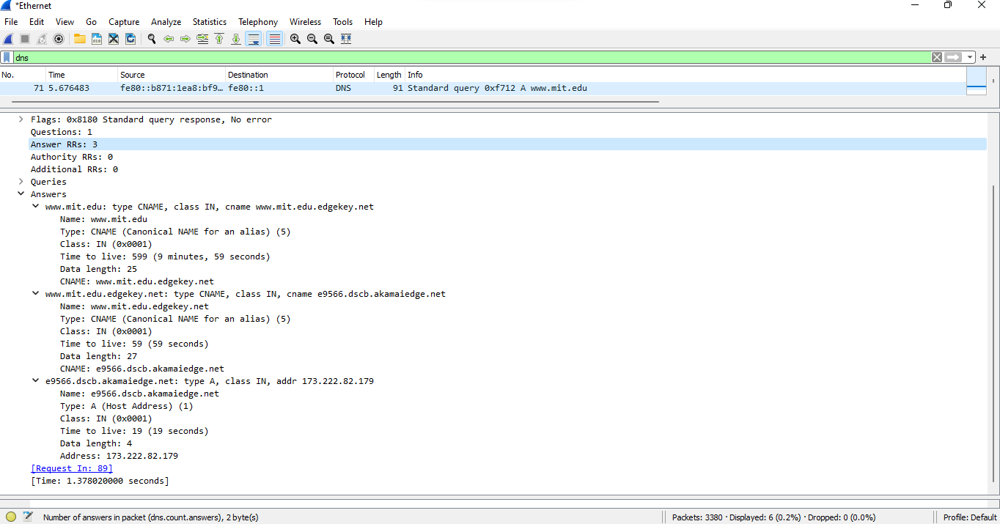 *Ethernet
File Edit View Go Capture Analyze Statistics Telephony Wireless Tools Help
dns
No. Time Source Destination Protocol Length Info
71 5.676483 fe80::b871:1ea8:bf9… fe80::1 DNS 91 Standard query 0xf712 A www.mit.edu
Flags: 0x8180 Standard query response, No error
Questions: 1
Answer RRs: 3
Authority RRs: 0
Additional RRs: 0
Queries
Answers
www.mit.edu: type CNAME, class IN, cname www.mit.edu.edgekey.net
Name: www.mit.edu
Type: CNAME (Canonical NAME for an alias) (5)
Class: IN (0x0001)
Time to live: 599 (9 minutes, 59 seconds)
Data length: 25
CNAME: www.mit.edu.edgekey.net
www.mit.edu.edgekey.net: type CNAME, class IN, cname e9566.dscb.akamaiedge.net
Name: www.mit.edu.edgekey.net
Type: CNAME (Canonical NAME for an alias) (5)
Class: IN (0x0001)
Time to live: 59 (59 seconds)
Data length: 27
CNAME: e9566.dscb.akamaiedge.net
e9566.dscb.akamaiedge.net: type A, class IN, addr 173.222.82.179
Name: e9566.dscb.akamaiedge.net
Type: A (Host Address) (1)
Class: IN (0x0001)
Time to live: 19 (19 seconds)
Data length: 4
Address: 173.222.82.179
[Request In: 89]
[Time: 1.378020000 seconds]
Number of answers in packet (dns.count.answers), 2 byte(s) Packets: 3380 · Displayed: 6 (0.2%) · Dropped: 0 (0.0%) Profile: Default